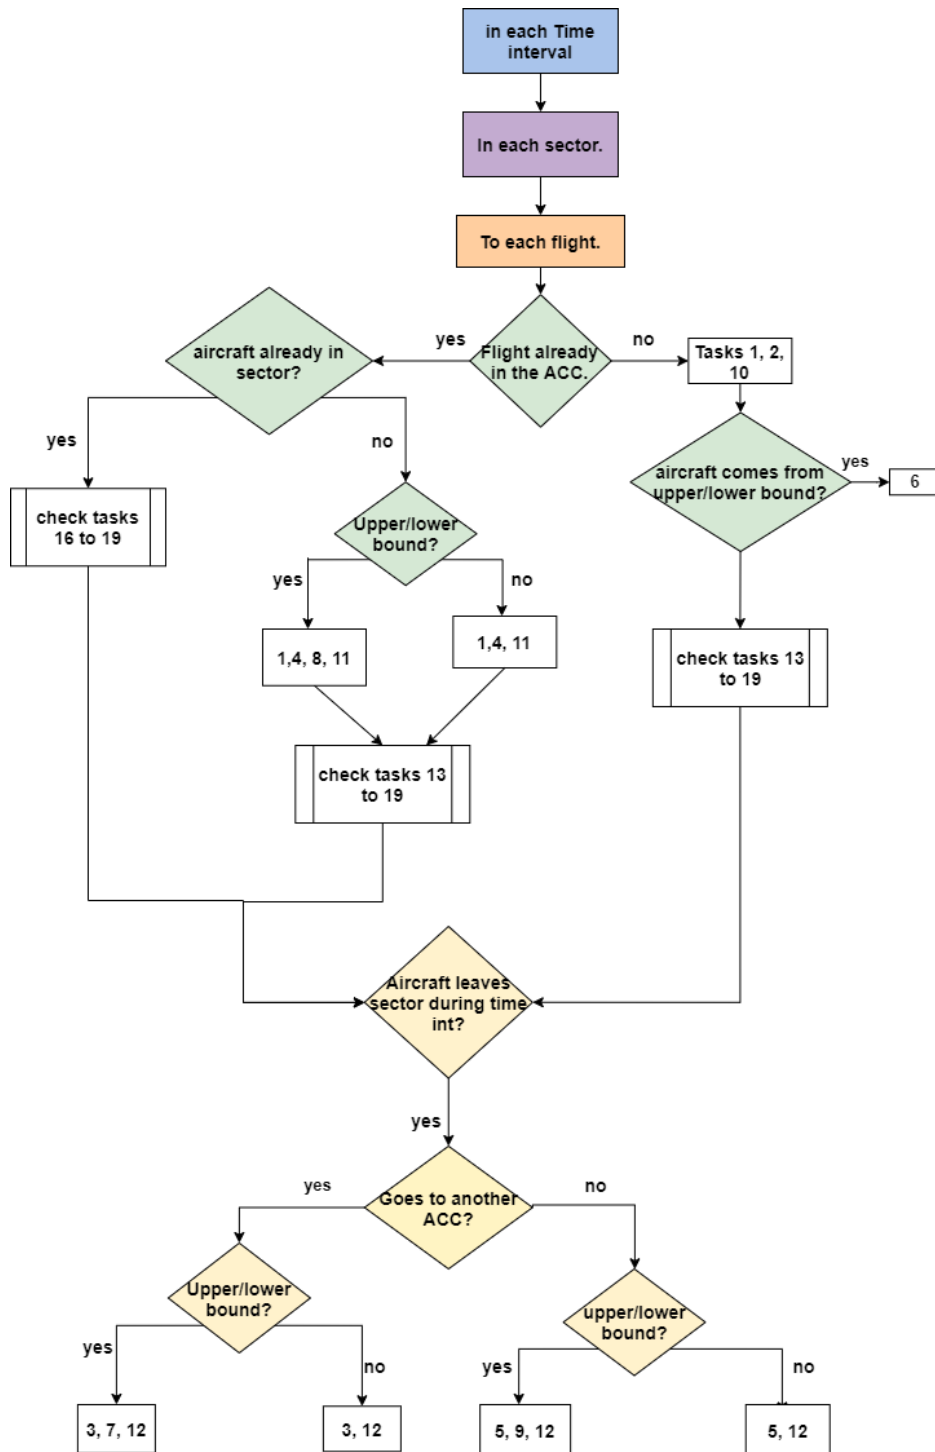 in each Time
interval
In each sector.
To each flight.
aircraft already in
sector?
yes
Flight already
in the ACC.
no
Tasks 1, 2,
10
yes
no
aircraft comes from
upper/lower bound?
yes
6
check tasks
16 to 19
Upper/lower
bound?
yes
no
1,4, 8, 11
1,4, 11
check tasks 13
to 19
check tasks 13
to 19
Aircraft leaves
sector during time
int?
yes
Goes to another
ACC?
yes
no
Upper/lower
bound?
upper/lower
bound?
yes
no
yes
no
3, 7, 12
3, 12
5, 9, 12
5, 12